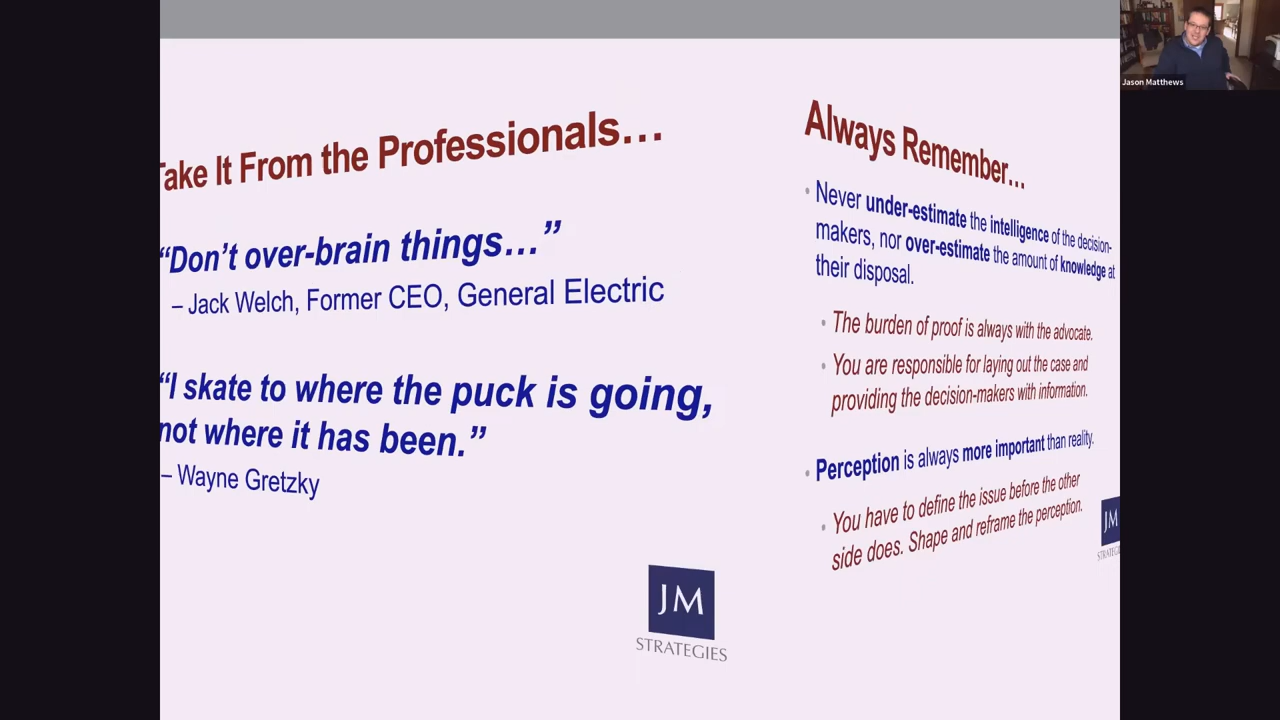 Take It From the Professionals…
“Don’t over-brain things…”
– Jack Welch, Former CEO, General Electric
“I skate to where the puck is going,
not where it has been.”
– Wayne Gretzky
JM
STRATEGIES
Always Remember…
• Never under-estimate the intelligence of the decision-
makers, nor over-estimate the amount of knowledge at
their disposal.
• The burden of proof is always with the advocate.
• You are responsible for laying out the case and
providing the decision-makers with information.
• Perception is always more important than reality.
• You have to define the issue before the other
side does. Shape and reframe the perception.
JM
STRATEG
Jason Matthews